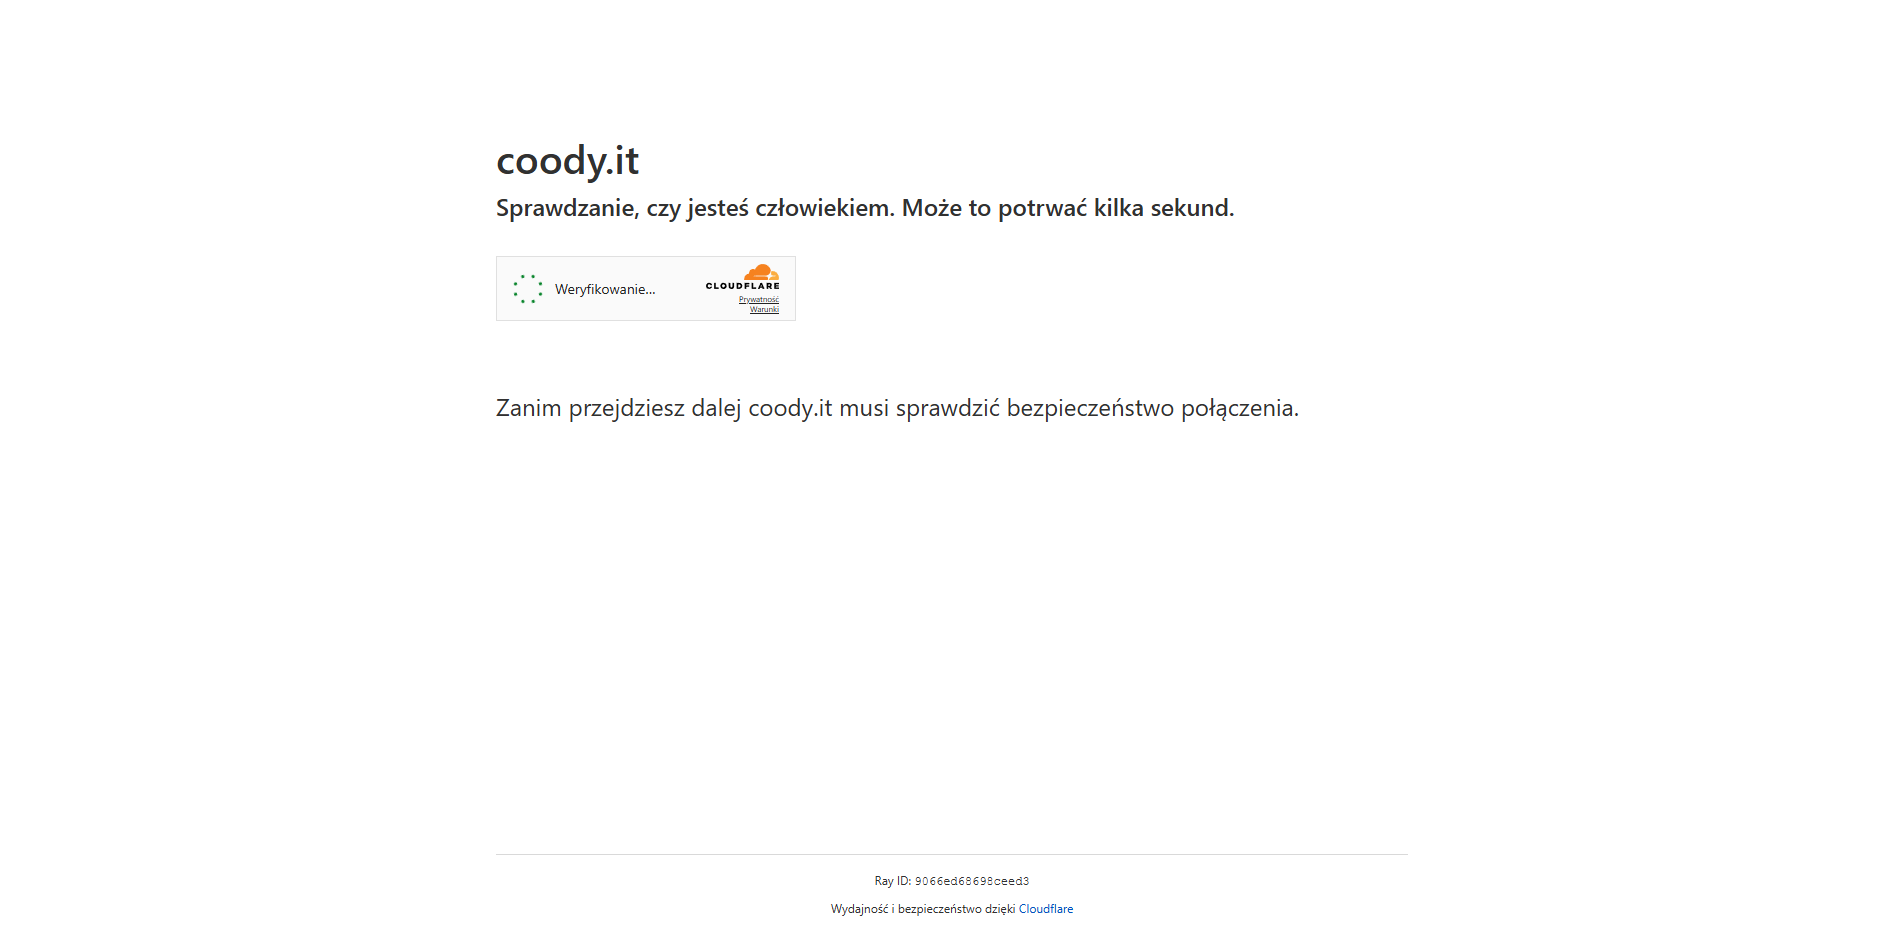 coody.it
Sprawdzanie, czy jesteś człowiekiem. Może to potrwać kilka sekund.
Weryfikowanie...
CLOUDFLARE
Prywatność
Warunki
Zanim przejdziesz dalej coody.it musi sprawdzić bezpieczeństwo połączenia.
Ray ID: 9066ed68698ceed3
Wydajność i bezpieczeństwo dzięki Cloudflare